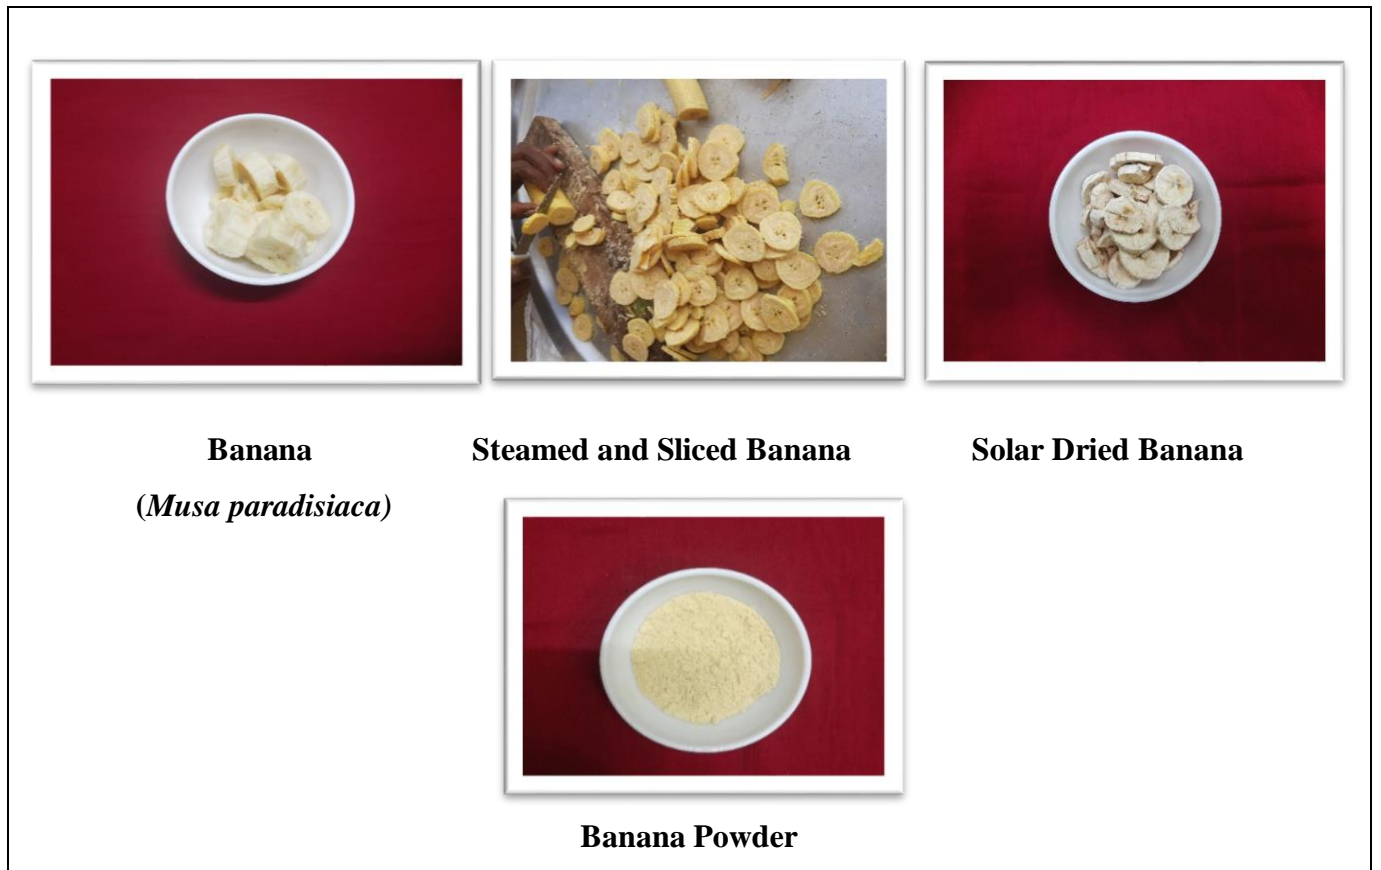 Banana
(Musa paradisiaca)
Steamed and Sliced Banana
Solar Dried Banana
Banana Powder